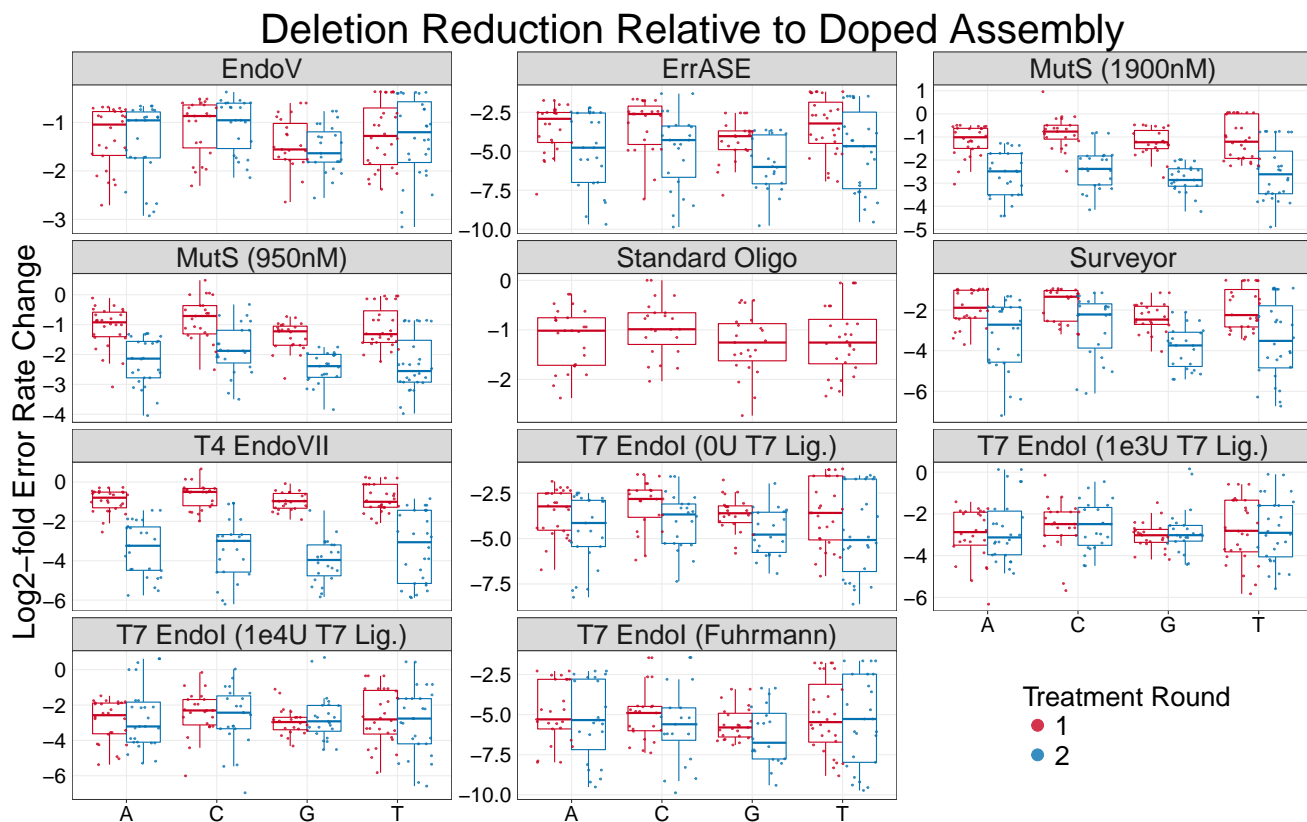 Deletion Reduction Relative to Doped Assembly
EndoV
ErrASE
MutS (1900nM)
−1
−2
−3
−2.5
−5.0
−7.5
−10.0
1
0
−1
−2
−3
−4
−5
MutS (950nM)
Standard Oligo
Surveyor
0
−1
−2
−3
−4
0
−1
−2
−2
−4
−6
Log2−fold Error Rate Change
T4 EndoVII
T7 EndoI (0U T7 Lig.)
T7 EndoI (1e3U T7 Lig.)
0
−2
−4
−6
−2.5
−5.0
−7.5
0
−2
−4
−6
A C G T
T7 EndoI (1e4U T7 Lig.)
T7 EndoI (Fuhrmann)
0
−2
−4
−6
−2.5
−5.0
−7.5
−10.0
A C G T
A C G T
Treatment Round
1
2